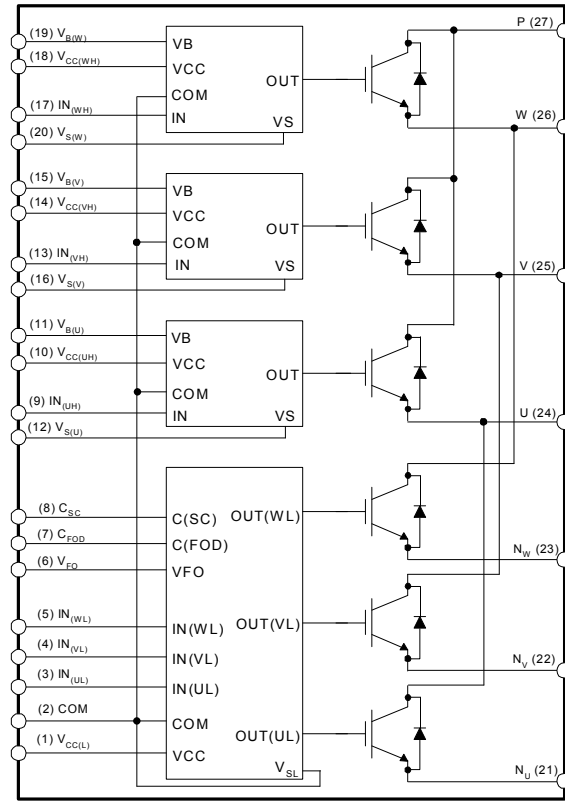 (19) VB(W)
VB
P (27)
(18) VCC(WH)
VCC
OUT
COM
(17) IN(WH)
IN
VS
W (26)
(20) VS(W)
(15) VB(V)
VB
(14) VCC(VH)
VCC
OUT
COM
(13) IN(VH)
IN
VS
V (25)
(16) VS(V)
(11) VB(U)
VB
(10) VCC(UH)
VCC
OUT
COM
(9) IN(UH)
IN
VS
U (24)
(12) VS(U)
(8) CSC
C(SC)
OUT(WL)
(7) CFOD
C(FOD)
NW (23)
(6) VFO
VFO
(5) IN(WL)
IN(WL)
OUT(VL)
(4) IN(VL)
IN(VL)
NV (22)
(3) IN(UL)
IN(UL)
(2) COM
COM
OUT(UL)
(1) VCC(L)
VCC
VSL
NU (21)